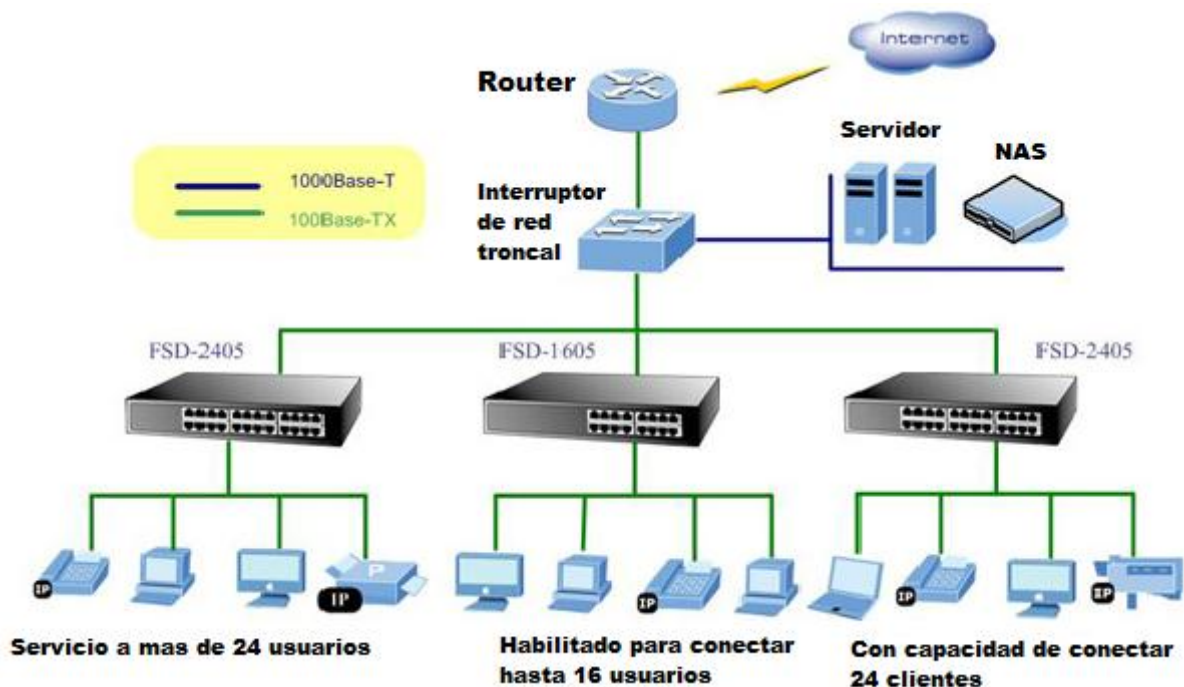 Internet
Router
Servidor
NAS
1000Base-T
100Base-TX
Interruptor
de red
troncal
FSD-2405
FSD-1605
FSD-2405
IP
IP
P
IP
IP
IP
Servicio a mas de 24 usuarios
Habilitado para conectar
hasta 16 usuarios
Con capacidad de conectar
24 clientes